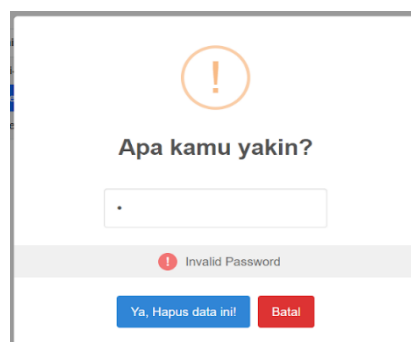 Apa kamu yakin?
Invalid Password
Ya, Hapus data ini!
Batal